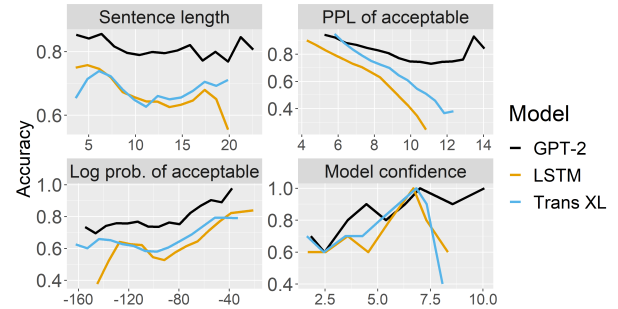 Sentence length
PPL of acceptable
0.8
0.6
5 10 15 20
0.8
0.6
0.4
4 6 8 10 12 14
Accuracy
Log prob. of acceptable
Model confidence
1.0
0.8
0.6
0.4
-160 -120 -80 -40
1.0
0.8
0.6
0.4
2.5 5.0 7.5 10.0
Model
GPT-2
LSTM
Trans XL